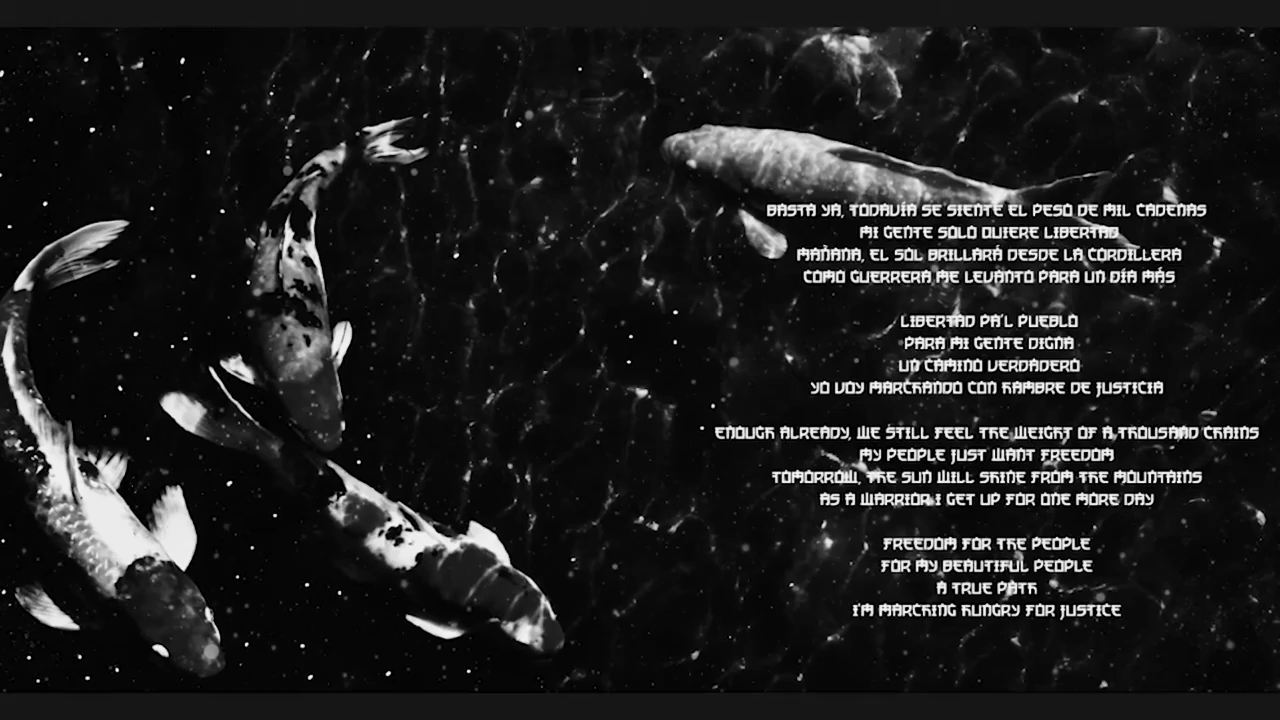 BASTA YA, TODAVÍA SE SIENTE EL PESO DE MIL CADENAS
MI GENTE SOLO QUIERE LIBERTAD
MAÑANA, EL SOL BRILLARÁ DESDE LA CORDILLERA
COMO GUERRERA ME LEVANTO PARA UN DÍA MÁS
LIBERTAD PA'L PUEBLO
PARA MI GENTE DIGNA
UN CAMINO VERDADERO
YO VOY MARCHANDO CON HAMBRE DE JUSTICIA
ENOUGH ALREADY, WE STILL FEEL THE WEIGHT OF A THOUSAND CHAINS
MY PEOPLE JUST WANT FREEDOM
TOMORROW, THE SUN WILL SHINE FROM THE MOUNTAINS
AS A WARRIOR I GET UP FOR ONE MORE DAY
FREEDOM FOR THE PEOPLE
FOR MY BEAUTIFUL PEOPLE
A TRUE PATH
I'M MARCHING HUNGRY FOR JUSTICE